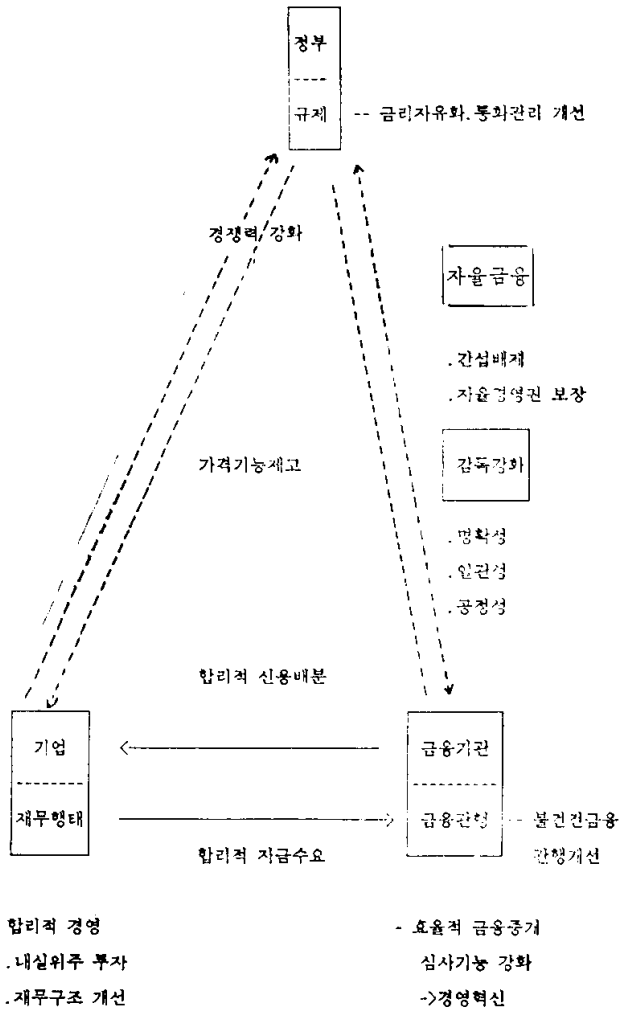 정부
규제 -- 금리자유화.통화관리 개선
경쟁력 강화
자율금융
.간섭배제
.자율경영권 보장
가격기능제고
감독강화
.명확성
.일관성
.공정성
합리적 신용배분
기업
금융기관
재무행태
금융관행 -- 불건전금융
관행개선
합리적 자금수요
합리적 경영
- 효율적 금융중개
.내실위주 투자
심사기능 강화
.재무구조 개선
->경영혁신